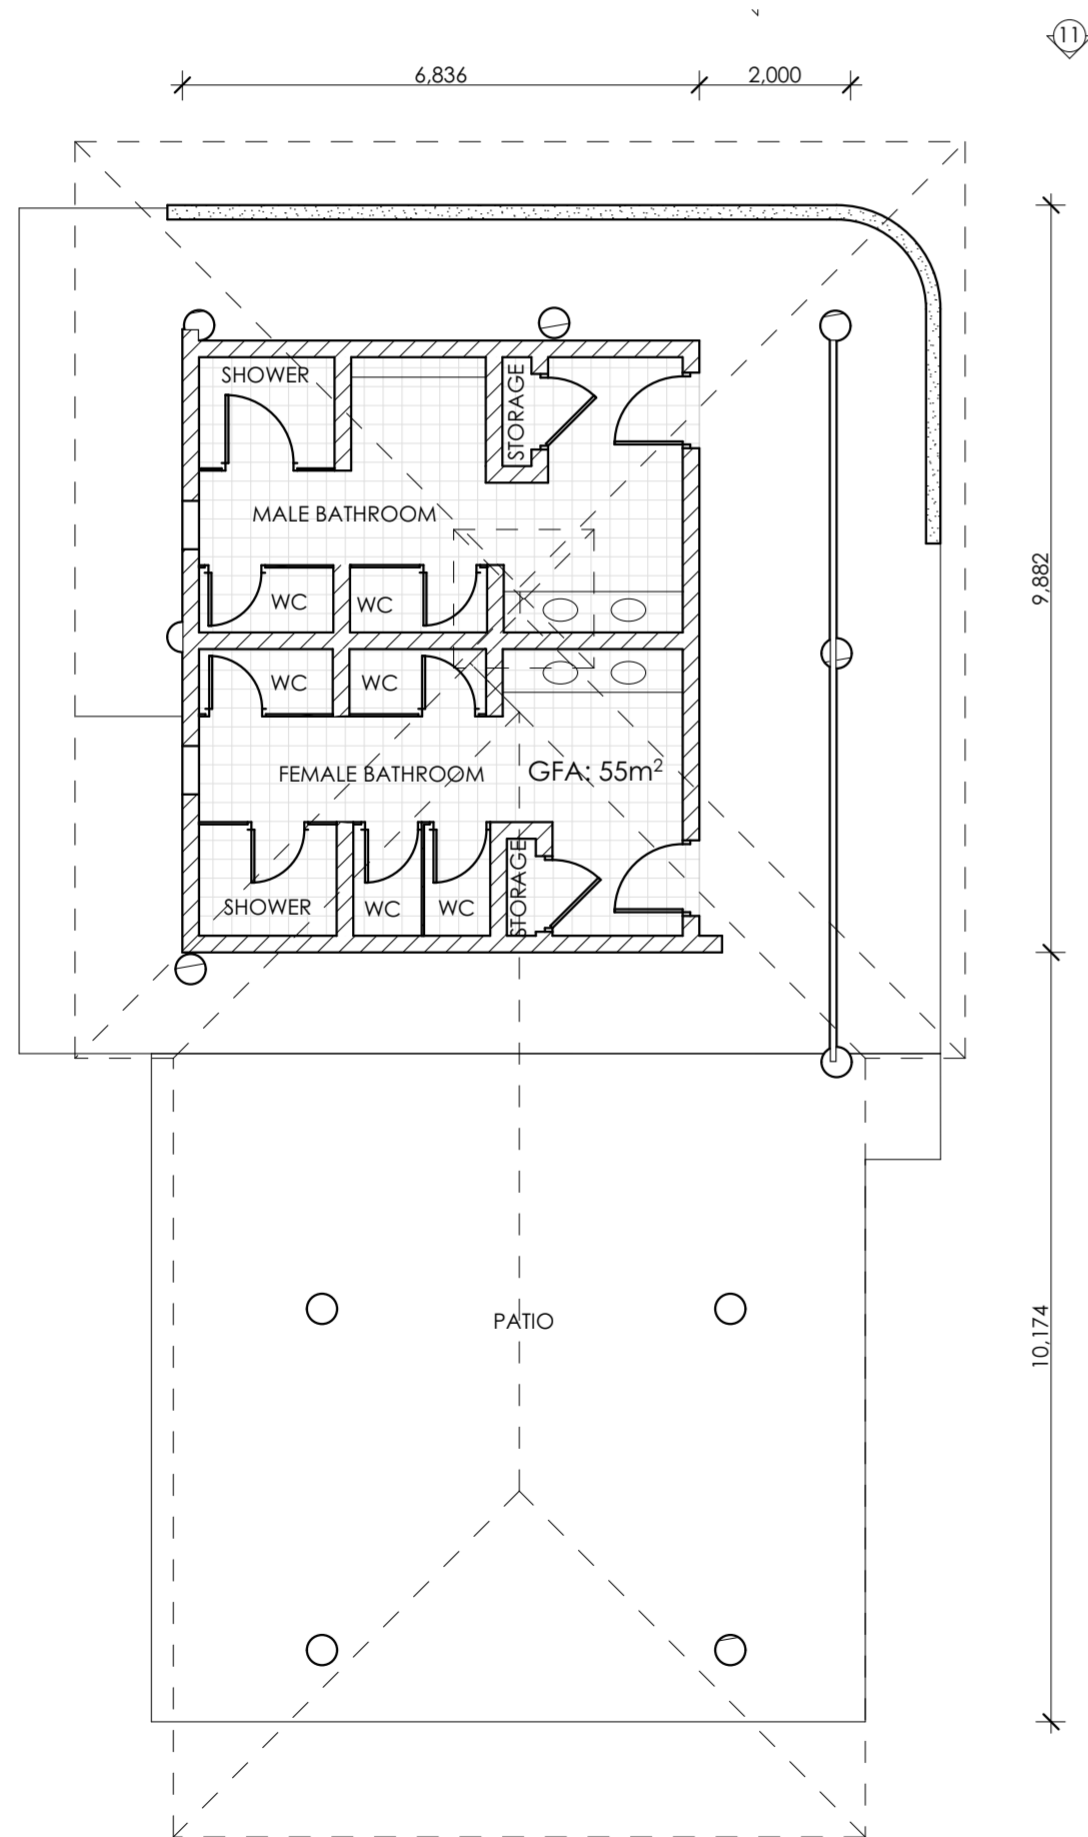 11
6,836
2,000
SHOWER
STORAGE
MALE BATHROOM
9,882
WC
WC
WC
WC
FEMALE BATHROOM
GFA: 55m²
STORAGE
SHOWER
WC
WC
PATIO
10,174